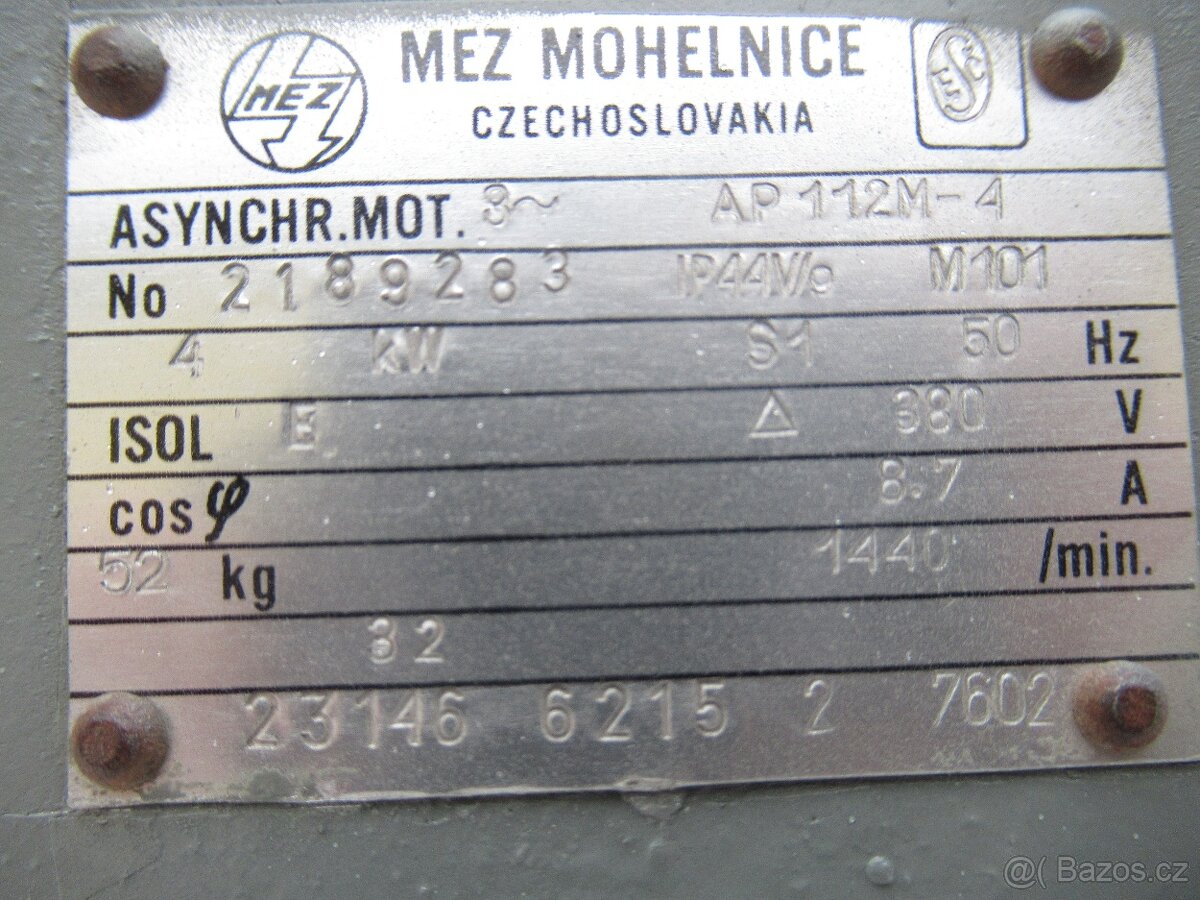 MEZ
MEZ MOHELNICE
CZECHOSLOVAKIA
ESČ
ASYNCHR.MOT. 3~ AP 112M-4
No 2189283 IP44V/o M101
4 kW S1 50 Hz
ISOL E △ 380 V
cos φ 8.7 A
52 kg 1440 /min.
32
23146 6215 2 7602
@( Bazos.cz